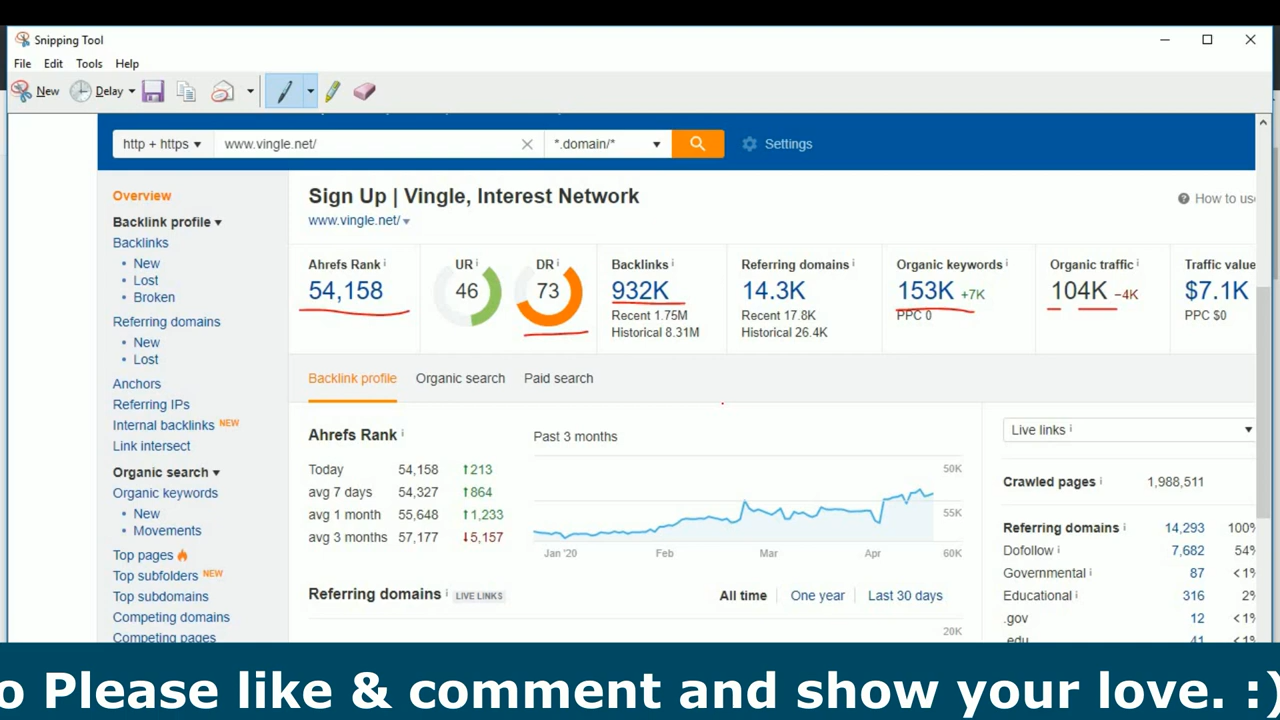 Snipping Tool
File Edit Tools Help
New Delay
http + https www.vingle.net/ *.domain/* Settings
Overview
Backlink profile
Backlinks
New
Lost
Broken
Referring domains
New
Lost
Anchors
Referring IPs
Internal backlinks NEW
Link intersect
Organic search
Organic keywords
New
Movements
Top pages
Top subfolders NEW
Top subdomains
Competing domains
Competing pages
Sign Up | Vingle, Interest Network
www.vingle.net/
How to use
Ahrefs Rank
54,158
UR
46
DR
73
Backlinks
932K
Recent 1.75M
Historical 8.31M
Referring domains
14.3K
Recent 17.8K
Historical 26.4K
Organic keywords
153K +7K
PPC 0
Organic traffic
104K −4K
Traffic value
$7.1K
PPC $0
Backlink profile Organic search Paid search
Ahrefs Rank
Today 54,158 ↑213
avg 7 days 54,327 ↑864
avg 1 month 55,648 ↑1,233
avg 3 months 57,177 ↓5,157
Past 3 months
50K
55K
60K
Jan '20 Feb Mar Apr
Referring domains LIVE LINKS
All time One year Last 30 days
20K
Live links
Crawled pages 1,988,511
Referring domains 14,293 100%
Dofollow 7,682 54%
Governmental 87 <1%
Educational 316 2%
.gov 12 <1%
.edu 41 <1%
o Please like & comment and show your love. :)